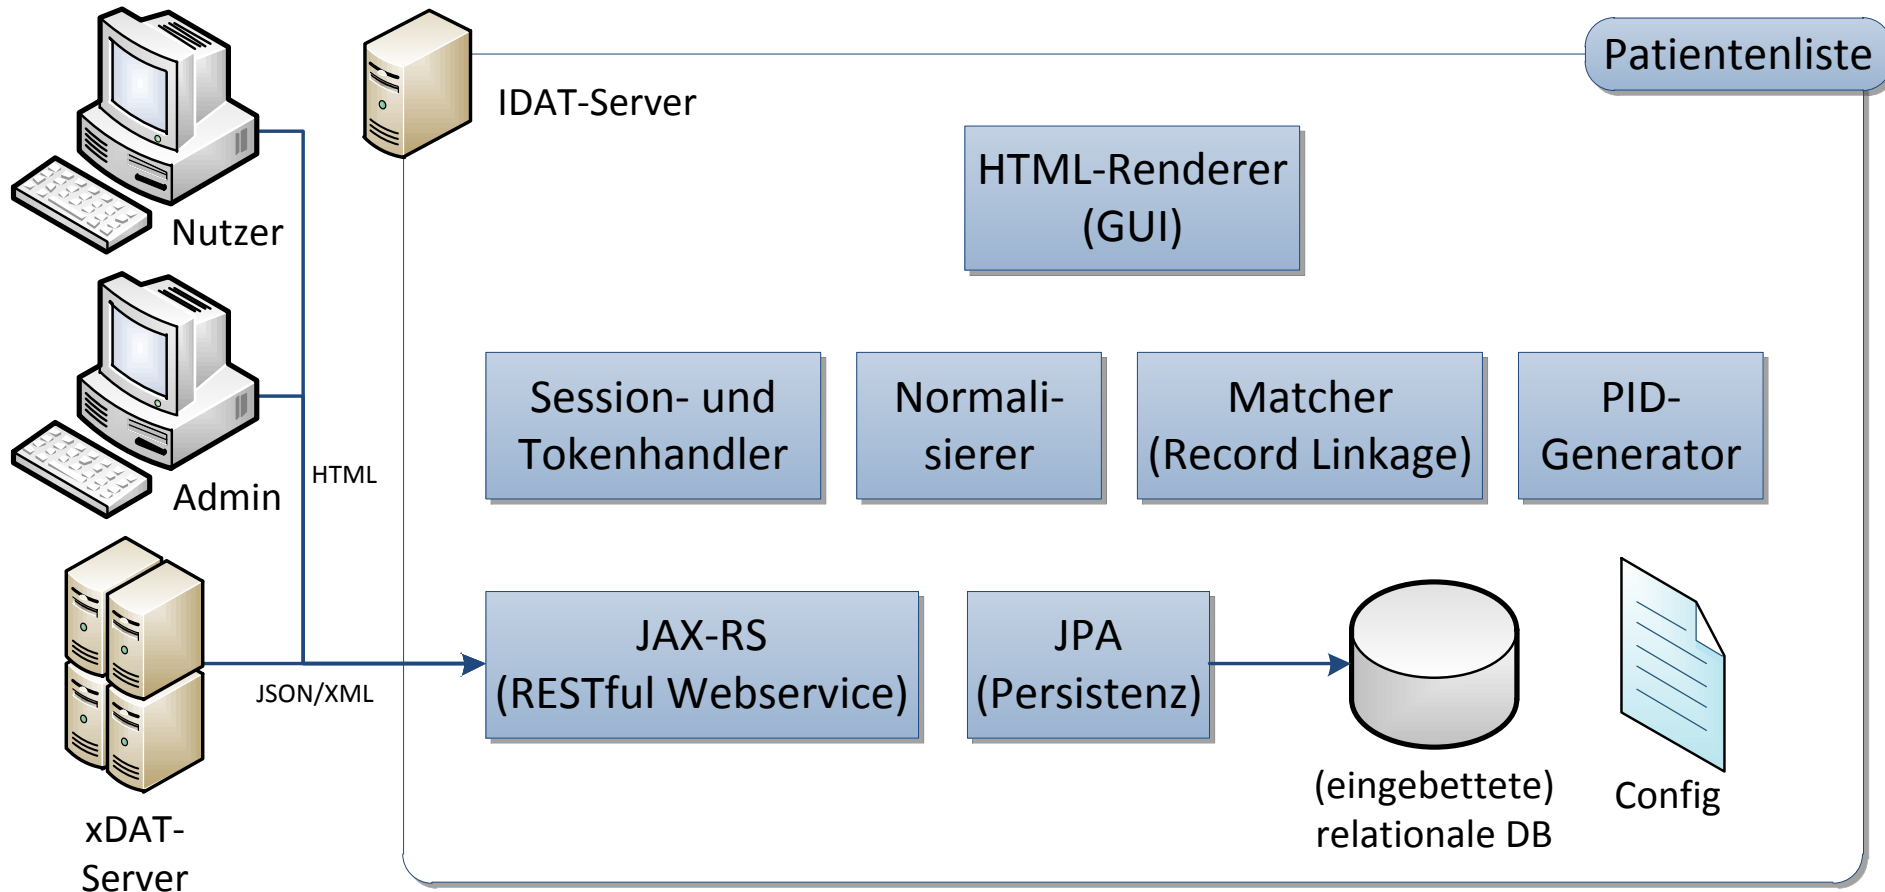 Patientenliste
IDAT-Server
HTML-Renderer
(GUI)
Nutzer
Session- und
Tokenhandler
Normali-
sierer
Matcher
(Record Linkage)
PID-
Generator
HTML
Admin
JAX-RS
(RESTful Webservice)
JPA
(Persistenz)
JSON/XML
(eingebettete)
relationale DB
Config
xDAT-
Server